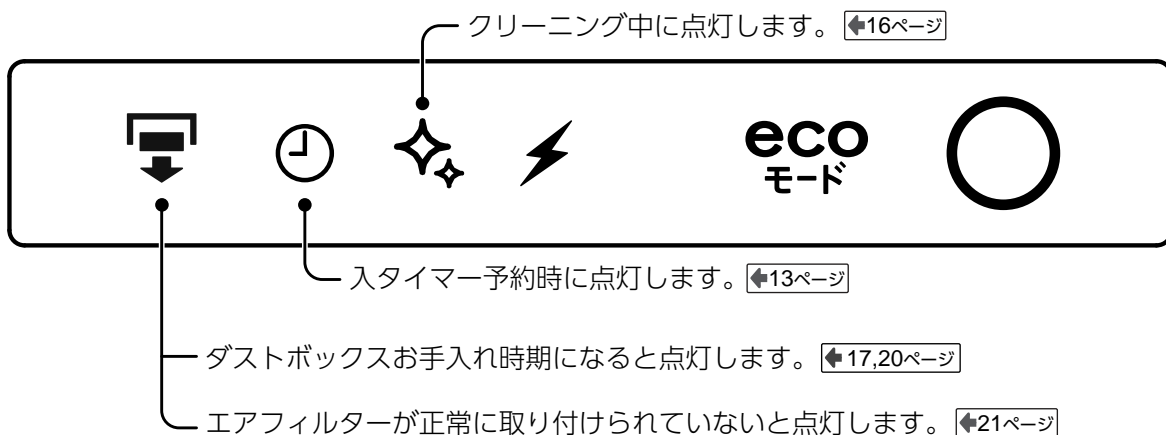 クリーニング中に点灯します。 16ページ
eco
モード
入タイマー予約時に点灯します。 13ページ
ダストボックスお手入れ時期になると点灯します。 17,20ページ
エアフィルターが正常に取り付けられていないと点灯します。 21ページ